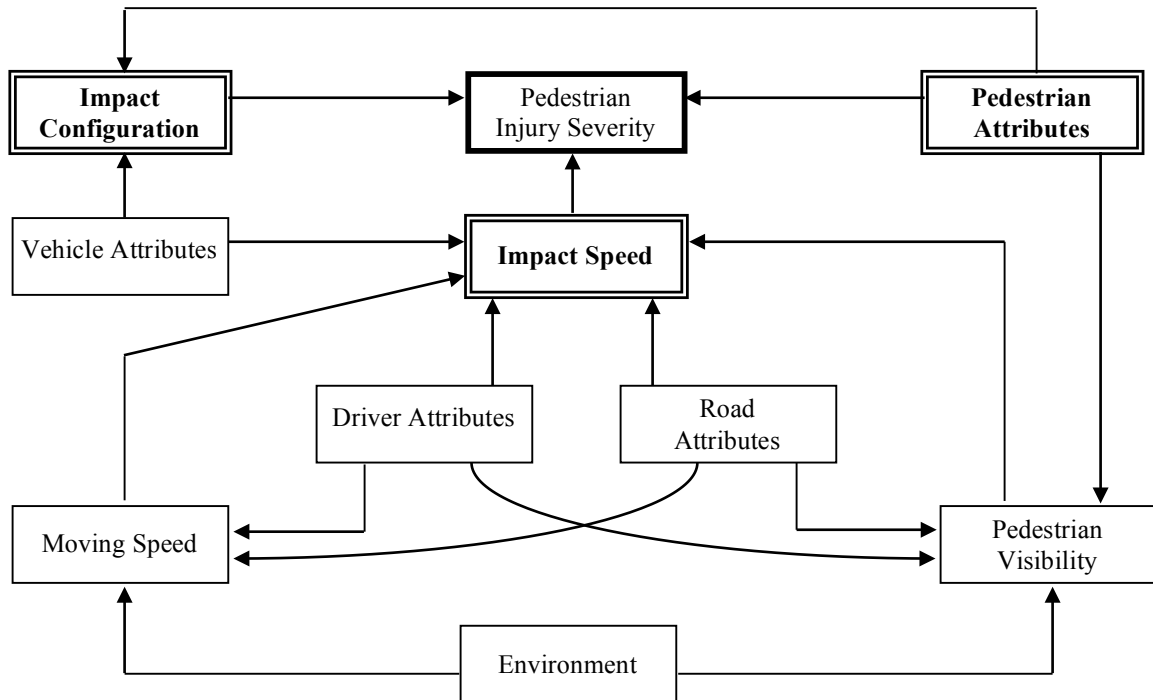 Impact
Configuration
Pedestrian
Injury Severity
Pedestrian
Attributes
Vehicle Attributes
Impact Speed
Driver Attributes
Road
Attributes
Moving Speed
Pedestrian
Visibility
Environment